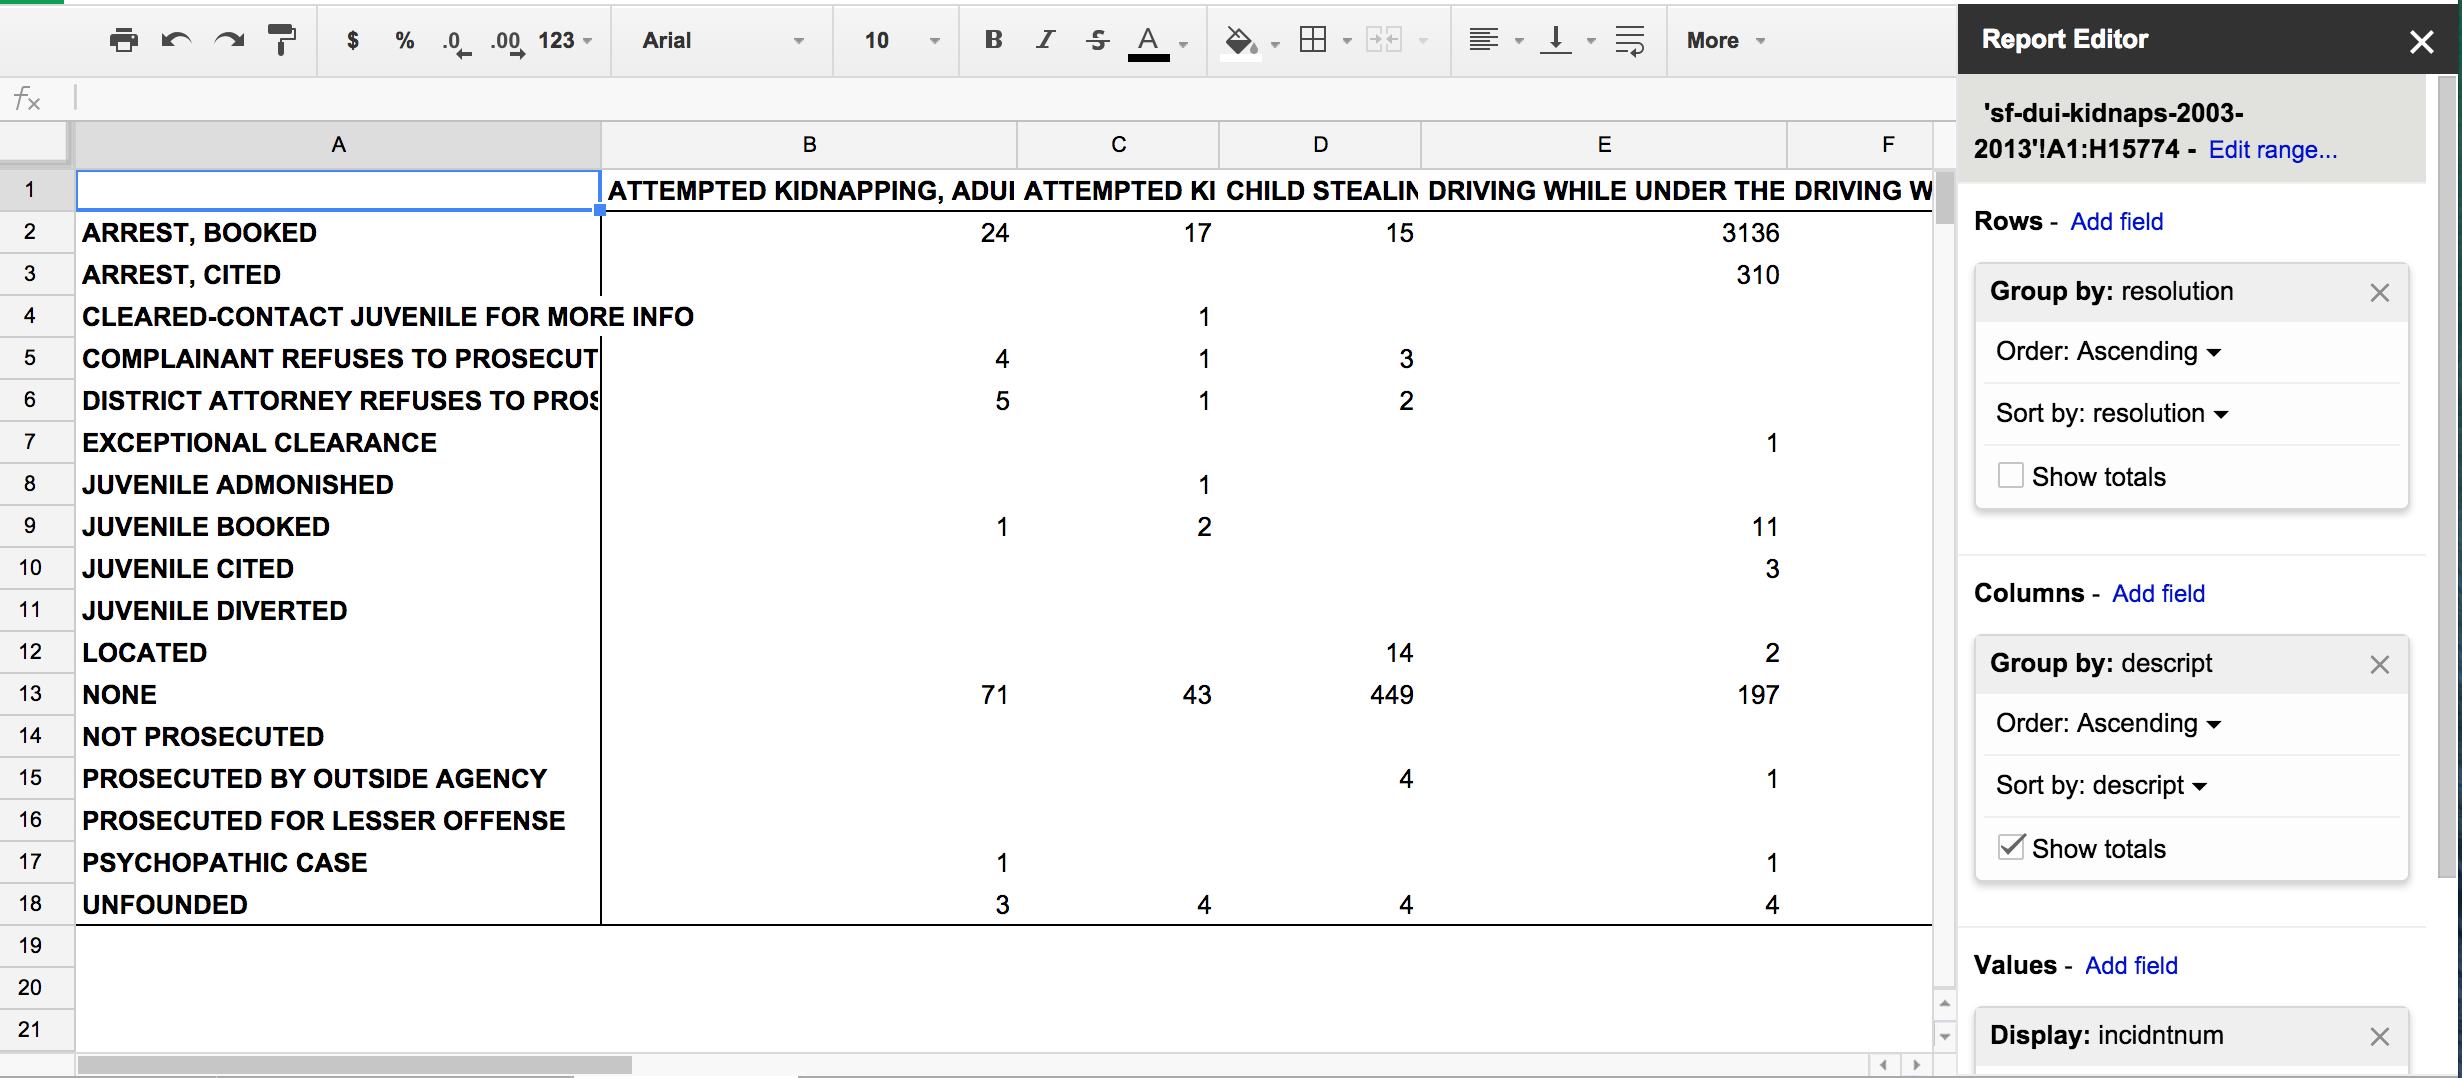 $ % .0 .00 123 Arial 10 B I S A More
fx
A B C D E F
1 ATTEMPTED KIDNAPPING, ADUI ATTEMPTED KI CHILD STEALIN DRIVING WHILE UNDER THE DRIVING W
2 ARREST, BOOKED 24 17 15 3136
3 ARREST, CITED 310
4 CLEARED-CONTACT JUVENILE FOR MORE INFO 1
5 COMPLAINANT REFUSES TO PROSECUT 4 1 3
6 DISTRICT ATTORNEY REFUSES TO PROS 5 1 2
7 EXCEPTIONAL CLEARANCE 1
8 JUVENILE ADMONISHED 1
9 JUVENILE BOOKED 1 2 11
10 JUVENILE CITED 3
11 JUVENILE DIVERTED
12 LOCATED 14 2
13 NONE 71 43 449 197
14 NOT PROSECUTED
15 PROSECUTED BY OUTSIDE AGENCY 4 1
16 PROSECUTED FOR LESSER OFFENSE
17 PSYCHOPATHIC CASE 1 1
18 UNFOUNDED 3 4 4 4
19
20
21
Report Editor
'sf-dui-kidnaps-2003-
2013'!A1:H15774 - Edit range...
Rows - Add field
Group by: resolution
Order: Ascending
Sort by: resolution
Show totals
Columns - Add field
Group by: descript
Order: Ascending
Sort by: descript
Show totals
Values - Add field
Display: incidntnum